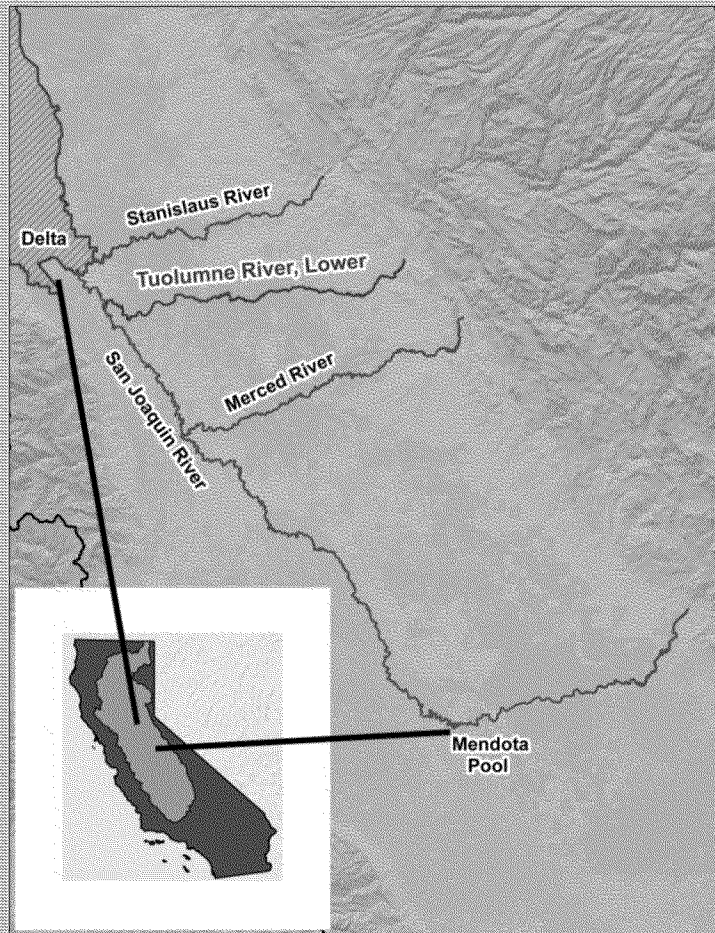 Stanislaus River
Delta
Tuolumne River, Lower
San Joaquin River
Merced River
Mendota
Pool